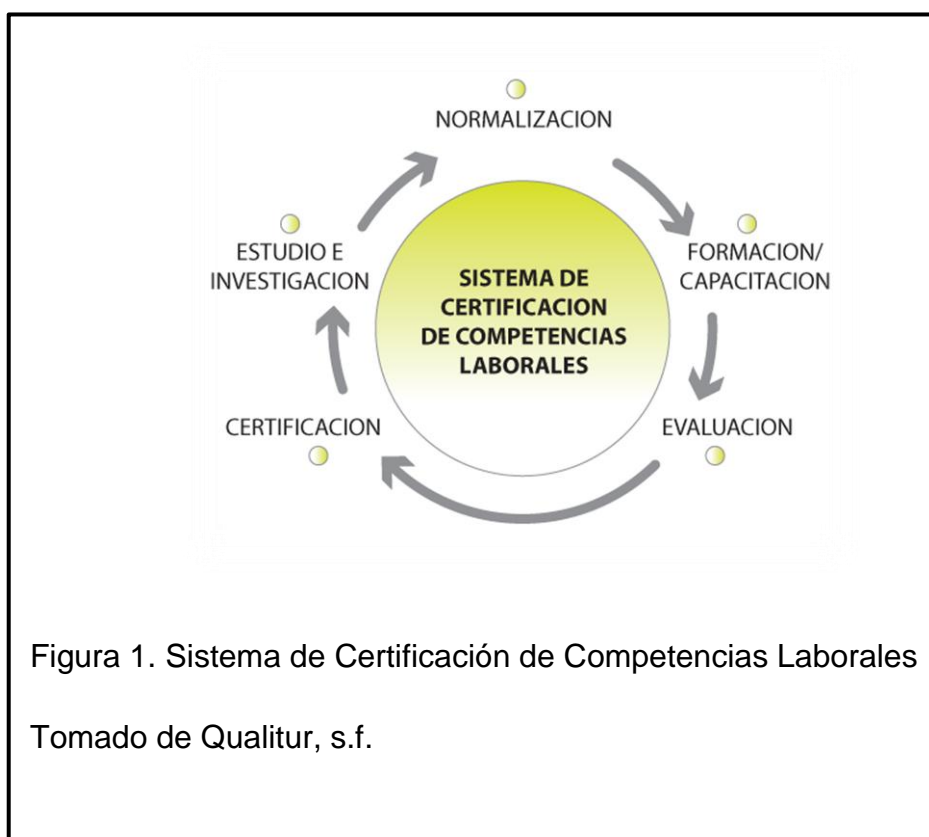 NORMALIZACION
FORMACION/
CAPACITACION
EVALUACION
CERTIFICACION
ESTUDIO E
INVESTIGACION
SISTEMA DE
CERTIFICACION
DE COMPETENCIAS
LABORALES
Figura 1. Sistema de Certificación de Competencias Laborales
Tomado de Qualitur, s.f.